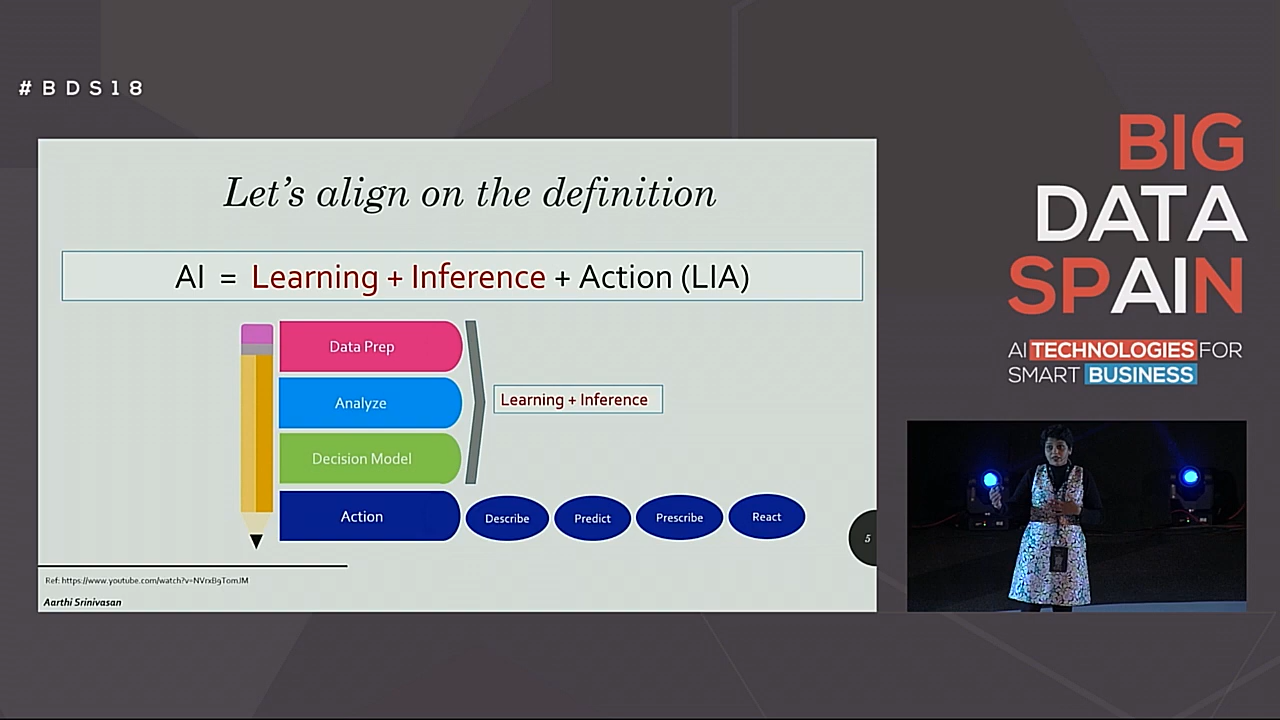 #BDS18
Let's align on the definition
AI = Learning + Inference + Action (LIA)
Data Prep
Analyze
Learning + Inference
Decision Model
Action
Describe
Predict
Prescribe
React
5
Ref: https://www.youtube.com/watch?v=NVrxB9TomJM
Aarthi Srinivasan
BIG
DATA
SPAIN
AI TECHNOLOGIES FOR
SMART BUSINESS